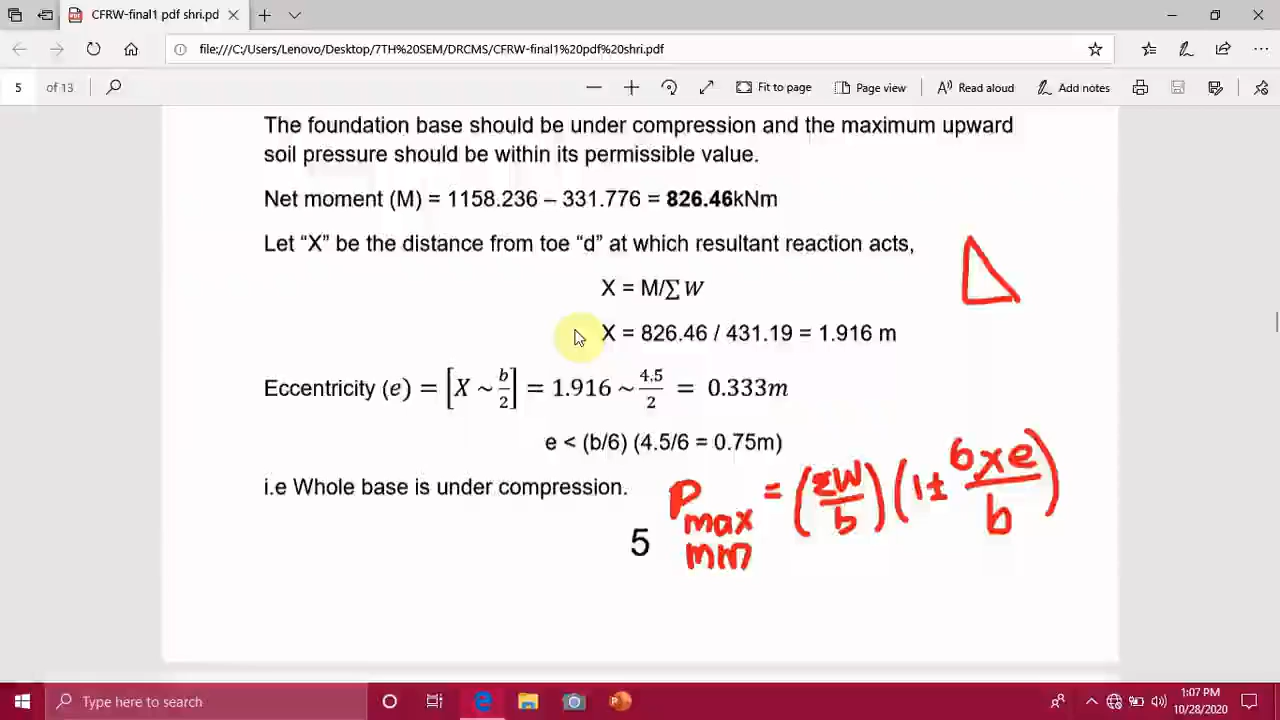 CFRW-final1 pdf shri.pdf
file:///C:/Users/Lenovo/Desktop/7TH%20SEM/DRCMS/CFRW-final1%20pdf%20shri.pdf
5 of 13
Fit to page
Page view
Read aloud
Add notes
The foundation base should be under compression and the maximum upward
soil pressure should be within its permissible value.
Net moment (M) = 1158.236 – 331.776 = 826.46kNm
Let “X” be the distance from toe “d” at which resultant reaction acts,
X = M/∑ W
X = 826.46 / 431.19 = 1.916 m
Eccentricity (e) = [X ~ b/2] = 1.916 ~ 4.5/2 = 0.333m
e < (b/6) (4.5/6 = 0.75m)
i.e Whole base is under compression.
P max min = (ΣW/b) (1± 6xe/b)
5
Type here to search
1:07 PM
10/28/2020